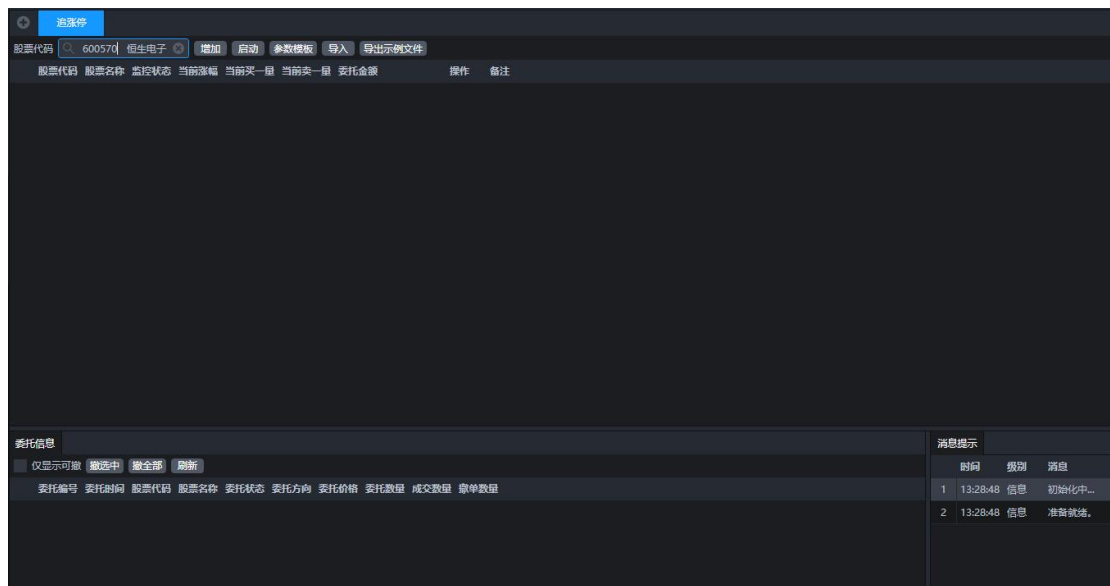 追涨停
股票代码 600570 恒生电子 增加 启动 参数模板 导入 导出示例文件
股票代码 股票名称 监控状态 当前涨幅 当前买一量 当前卖一量 委托金额 操作 备注
委托信息
仅显示可撤 撤选中 撤全部 刷新
委托编号 委托时间 股票代码 股票名称 委托状态 委托方向 委托价格 委托数量 成交数量 撤单数量
消息提示
时间 级别 消息
1 13:28:48 信息 初始化中...
2 13:28:48 信息 准备就绪。